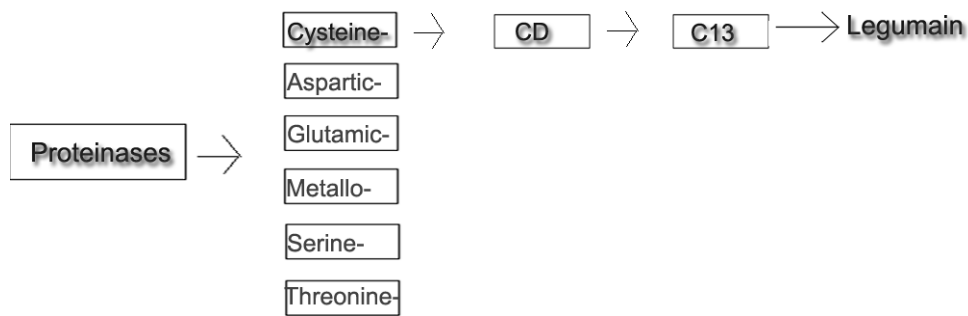 Cysteine-
CD
C13
Legumain
Aspartic-
Glutamic-
Proteinases
Metallo-
Serine-
Threonine-